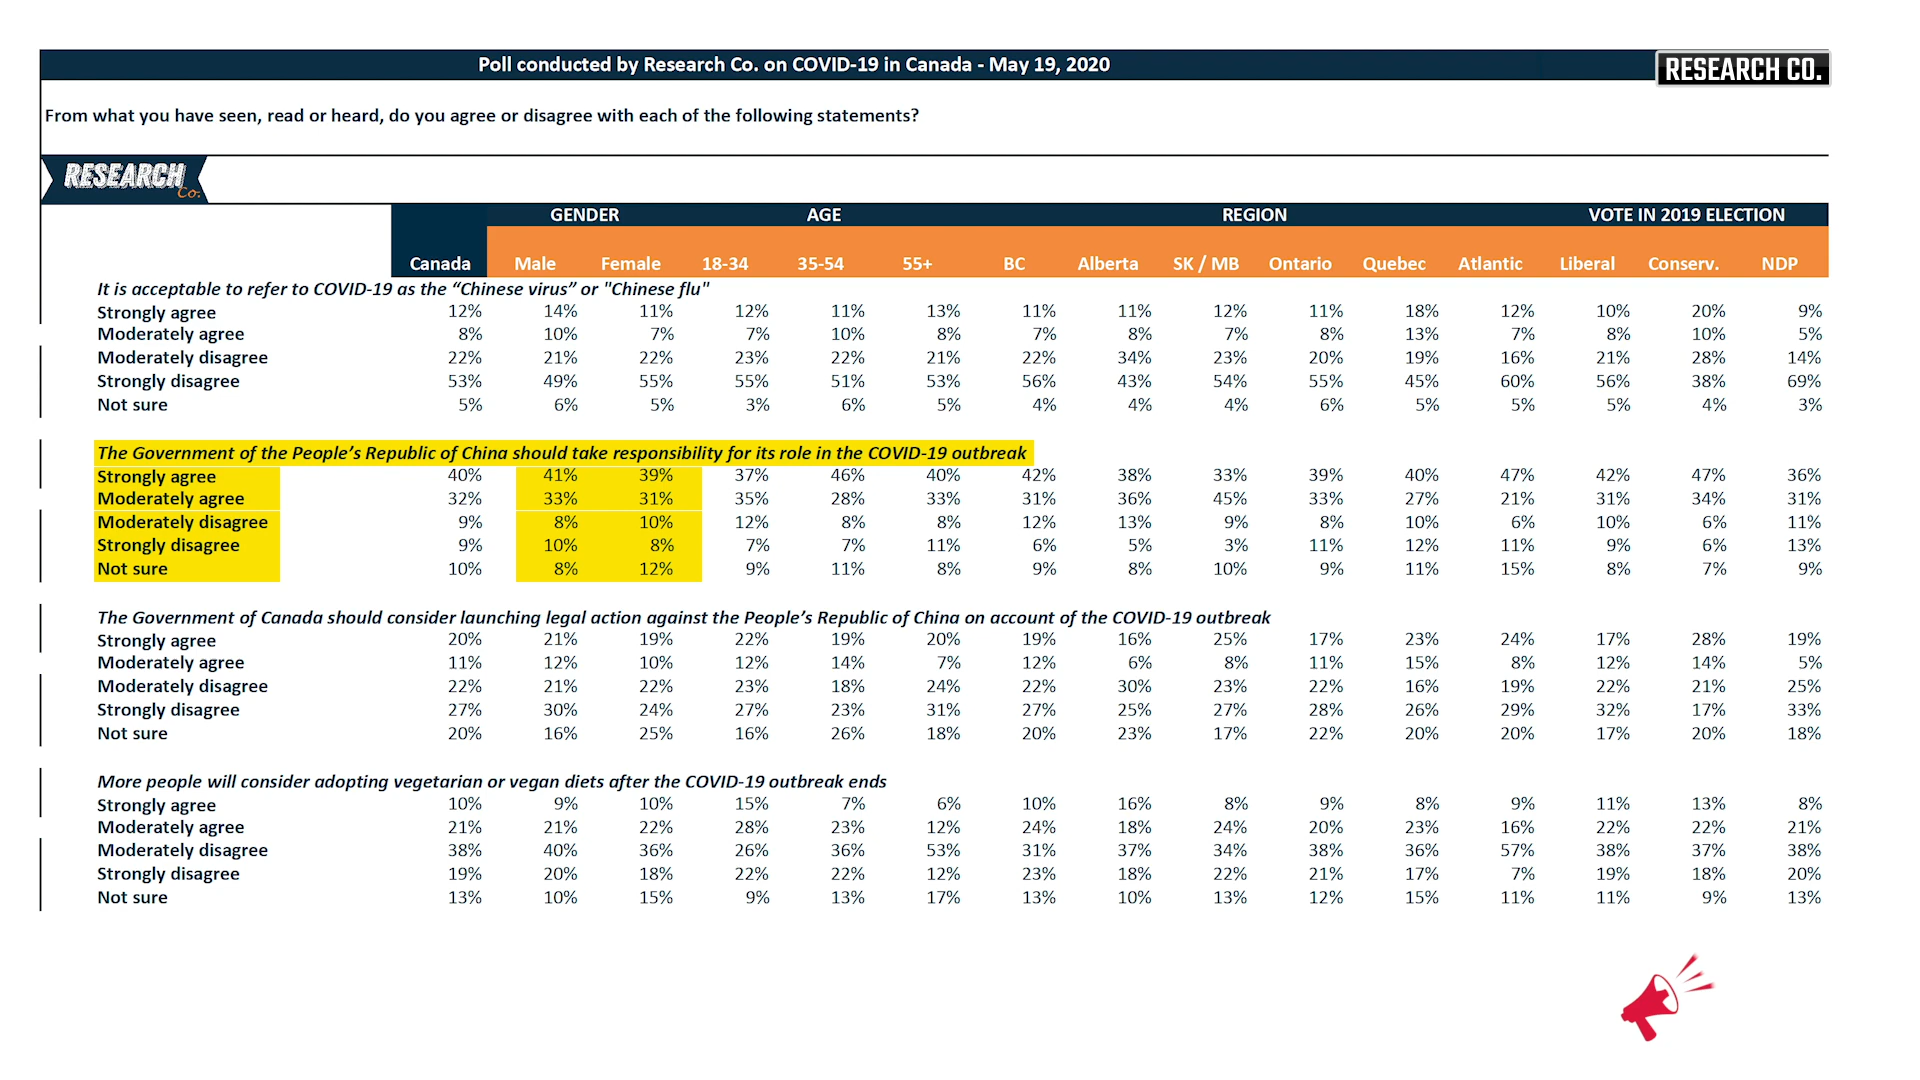 Poll conducted by Research Co. on COVID-19 in Canada - May 19, 2020
RESEARCH CO.
From what you have seen, read or heard, do you agree or disagree with each of the following statements?
RESEARCH
Co.
GENDER AGE REGION VOTE IN 2019 ELECTION
Canada Male Female 18-34 35-54 55+ BC Alberta SK / MB Ontario Quebec Atlantic Liberal Conserv. NDP
It is acceptable to refer to COVID-19 as the “Chinese virus” or "Chinese flu"
Strongly agree 12% 14% 11% 12% 11% 13% 11% 11% 12% 11% 18% 12% 10% 20% 9%
Moderately agree 8% 10% 7% 7% 10% 8% 7% 8% 7% 8% 13% 7% 8% 10% 5%
Moderately disagree 22% 21% 22% 23% 22% 21% 22% 34% 23% 20% 19% 16% 21% 28% 14%
Strongly disagree 53% 49% 55% 55% 51% 53% 56% 43% 54% 55% 45% 60% 56% 38% 69%
Not sure 5% 6% 5% 3% 6% 5% 4% 4% 4% 6% 5% 5% 5% 4% 3%
The Government of the People’s Republic of China should take responsibility for its role in the COVID-19 outbreak
Strongly agree 40% 41% 39% 37% 46% 40% 42% 38% 33% 39% 40% 47% 42% 47% 36%
Moderately agree 32% 33% 31% 35% 28% 33% 31% 36% 45% 33% 27% 21% 31% 34% 31%
Moderately disagree 9% 8% 10% 12% 8% 8% 12% 13% 9% 8% 10% 6% 10% 6% 11%
Strongly disagree 9% 10% 8% 7% 7% 11% 6% 5% 3% 11% 12% 11% 9% 6% 13%
Not sure 10% 8% 12% 9% 11% 8% 9% 8% 10% 9% 11% 15% 8% 7% 9%
The Government of Canada should consider launching legal action against the People’s Republic of China on account of the COVID-19 outbreak
Strongly agree 20% 21% 19% 22% 19% 20% 19% 16% 25% 17% 23% 24% 17% 28% 19%
Moderately agree 11% 12% 10% 12% 14% 7% 12% 6% 8% 11% 15% 8% 12% 14% 5%
Moderately disagree 22% 21% 22% 23% 18% 24% 22% 30% 23% 22% 16% 19% 22% 21% 25%
Strongly disagree 27% 30% 24% 27% 23% 31% 27% 25% 27% 28% 26% 29% 32% 17% 33%
Not sure 20% 16% 25% 16% 26% 18% 20% 23% 17% 22% 20% 20% 17% 20% 18%
More people will consider adopting vegetarian or vegan diets after the COVID-19 outbreak ends
Strongly agree 10% 9% 10% 15% 7% 6% 10% 16% 8% 9% 8% 9% 11% 13% 8%
Moderately agree 21% 21% 22% 28% 23% 12% 24% 18% 24% 20% 23% 16% 22% 22% 21%
Moderately disagree 38% 40% 36% 26% 36% 53% 31% 37% 34% 38% 36% 57% 38% 37% 38%
Strongly disagree 19% 20% 18% 22% 22% 12% 23% 18% 22% 21% 17% 7% 19% 18% 20%
Not sure 13% 10% 15% 9% 13% 17% 13% 10% 13% 12% 15% 11% 11% 9% 13%